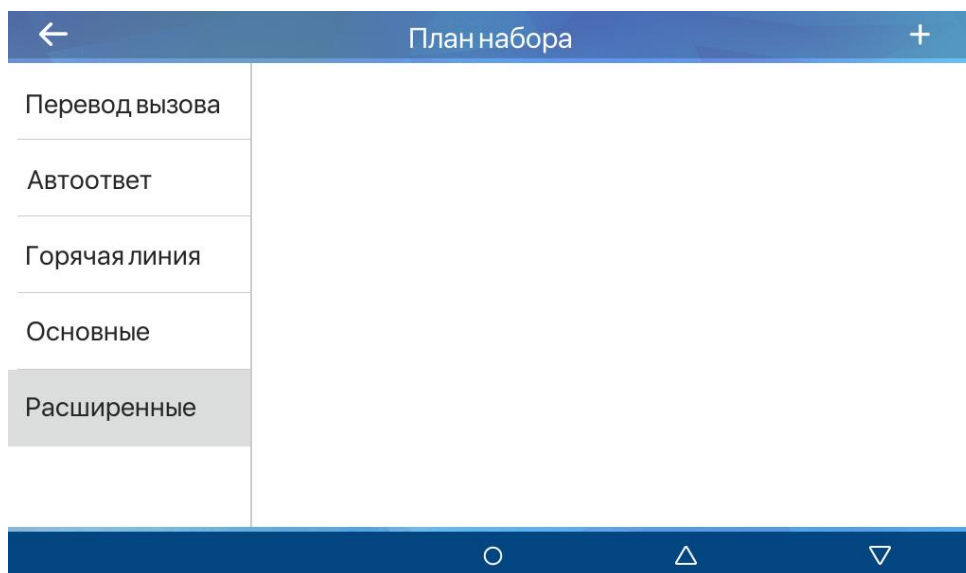 План набора
Перевод вызова
Автоответ
Горячая линия
Основные
Расширенные